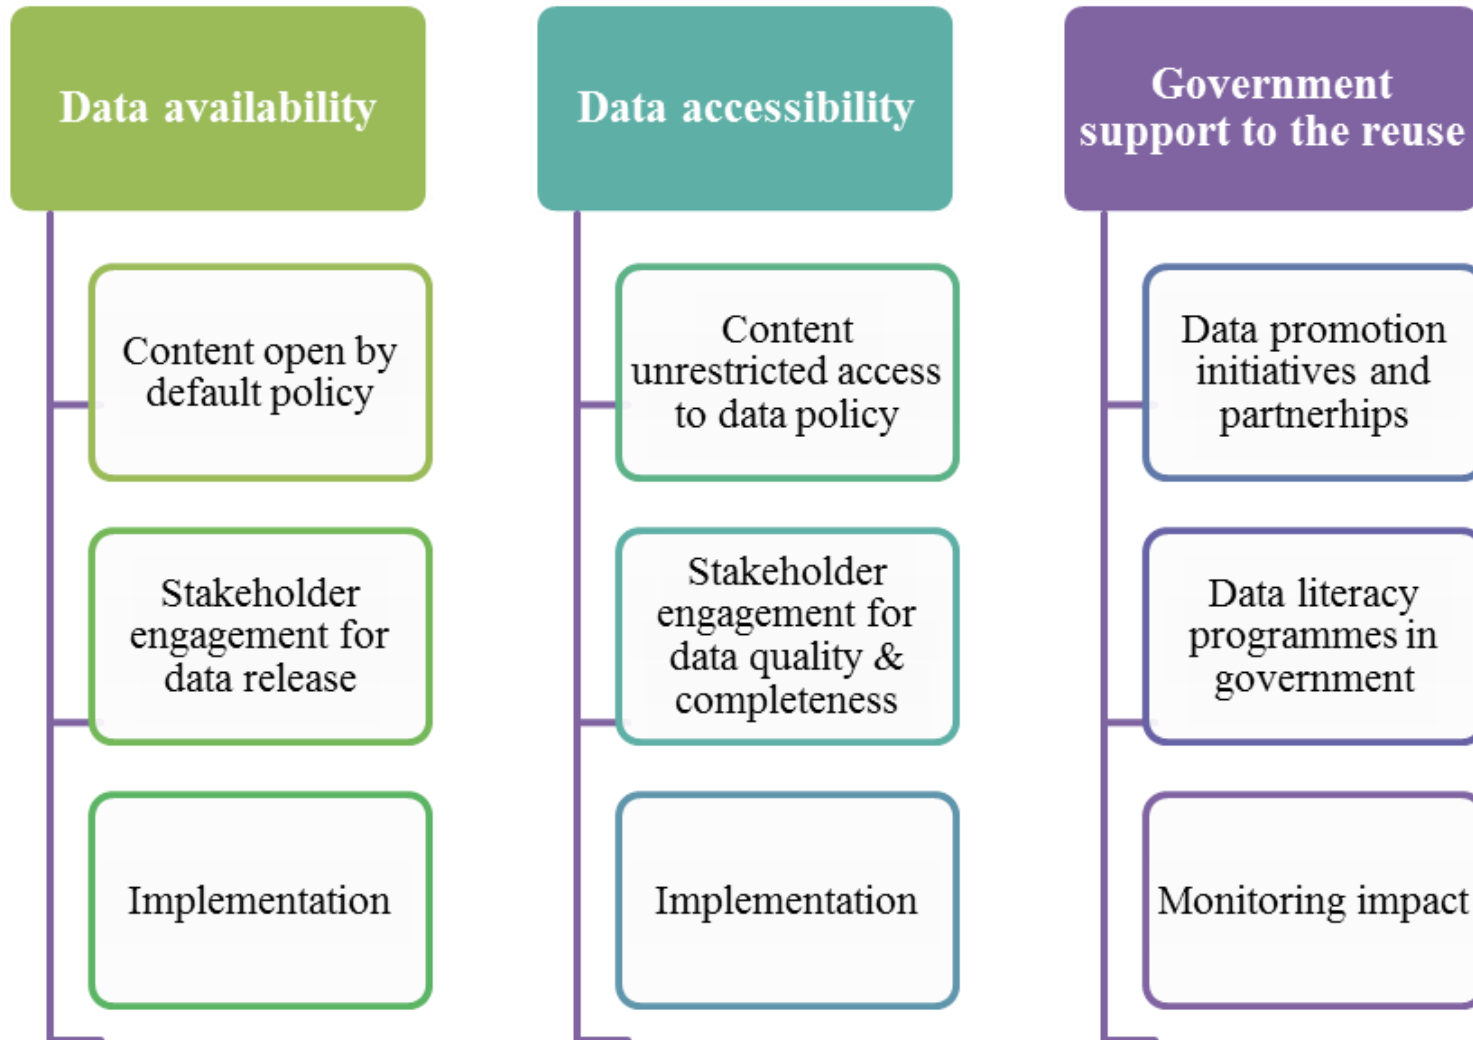 Data availability
Content open by
default policy
Stakeholder
engagement for
data release
Implementation
Data accessibility
Content
unrestricted access
to data policy
Stakeholder
engagement for
data quality &
completeness
Implementation
Government
support to the reuse
Data promotion
initiatives and
partnerhips
Data literacy
programmes in
government
Monitoring impact